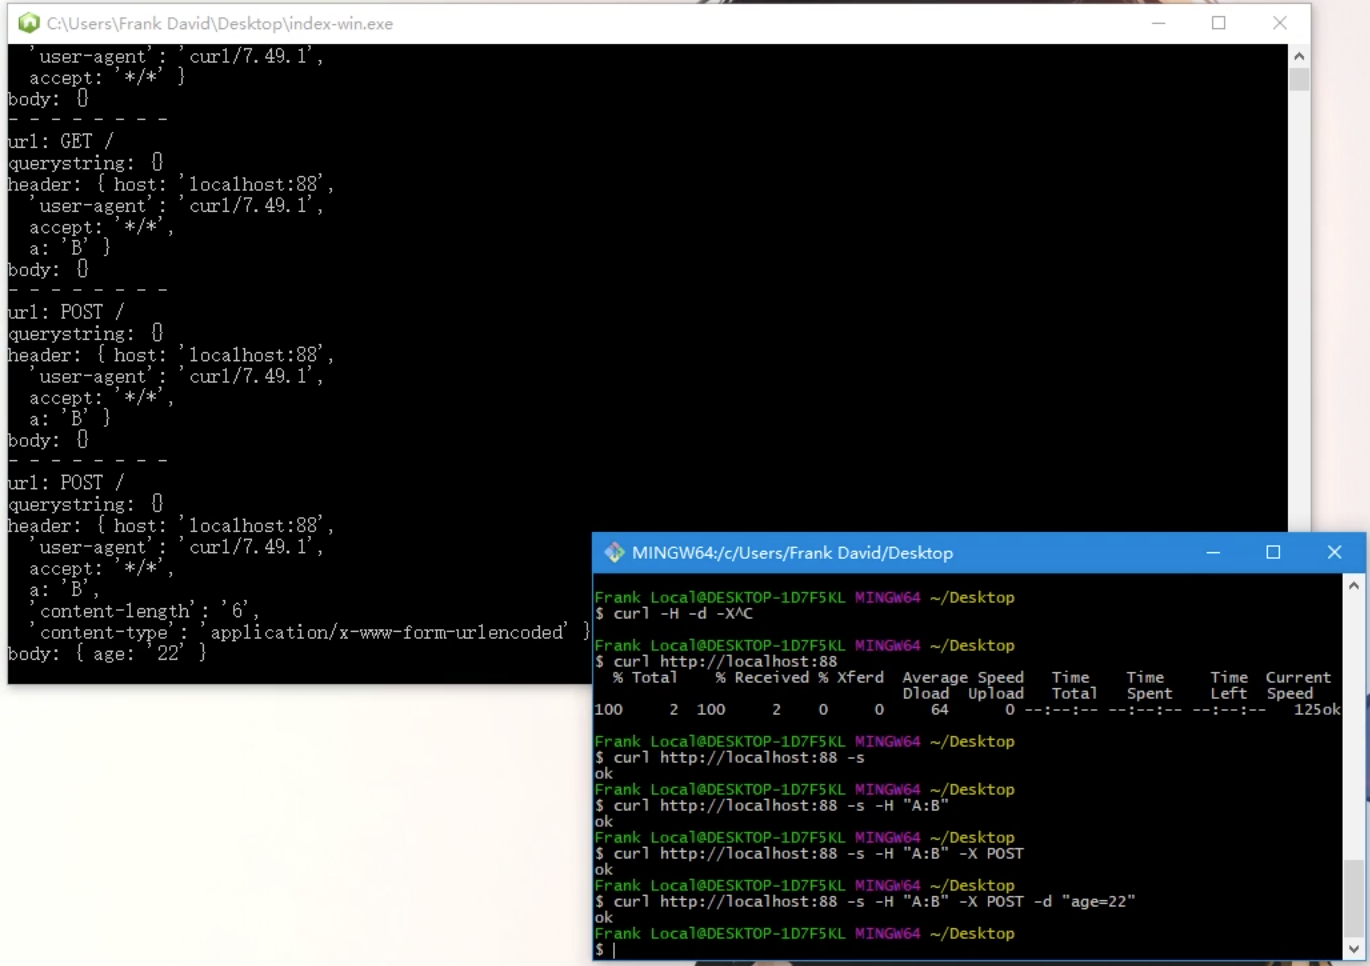 C:\Users\Frank David\Desktop\index-win.exe
'user-agent': 'curl/7.49.1',
accept: '*/*' }
body: {}
- - - - - - - -
url: GET /
querystring: {}
header: { host: 'localhost:88',
'user-agent': 'curl/7.49.1',
accept: '*/*',
a: 'B' }
body: {}
- - - - - - - -
url: POST /
querystring: {}
header: { host: 'localhost:88',
'user-agent': 'curl/7.49.1',
accept: '*/*',
a: 'B' }
body: {}
- - - - - - - -
url: POST /
querystring: {}
header: { host: 'localhost:88',
'user-agent': 'curl/7.49.1',
accept: '*/*',
a: 'B',
'content-length': '6',
'content-type': 'application/x-www-form-urlencoded' }
body: { age: '22' }
MINGW64:/c/Users/Frank David/Desktop
Frank Local@DESKTOP-1D7F5KL MINGW64 ~/Desktop
$ curl -H -d -X^C
Frank Local@DESKTOP-1D7F5KL MINGW64 ~/Desktop
$ curl http://localhost:88
% Total % Received % Xferd Average Speed Time Time Time Current
Dload Upload Total Spent Left Speed
100 2 100 2 0 0 64 0 --:--:-- --:--:-- --:--:-- 125ok
Frank Local@DESKTOP-1D7F5KL MINGW64 ~/Desktop
$ curl http://localhost:88 -s
ok
Frank Local@DESKTOP-1D7F5KL MINGW64 ~/Desktop
$ curl http://localhost:88 -s -H "A:B"
ok
Frank Local@DESKTOP-1D7F5KL MINGW64 ~/Desktop
$ curl http://localhost:88 -s -H "A:B" -X POST
ok
Frank Local@DESKTOP-1D7F5KL MINGW64 ~/Desktop
$ curl http://localhost:88 -s -H "A:B" -X POST -d "age=22"
ok
Frank Local@DESKTOP-1D7F5KL MINGW64 ~/Desktop
$